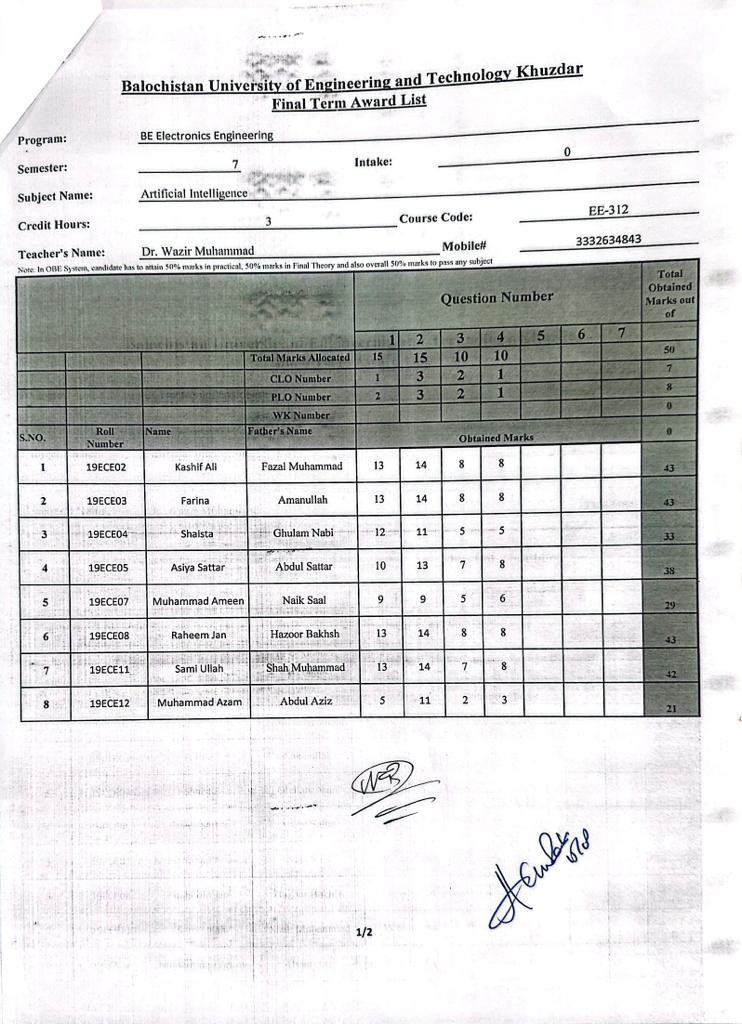 Balochistan University of Engineering and Technology Khuzdar
Final Term Award List
Program: BE Electronics Engineering
Semester: 7 Intake: 0
Subject Name: Artificial Intelligence
Credit Hours: 3 Course Code: EE-312
Teacher's Name: Dr. Wazir Muhammad Mobile# 3332634843
Note: In OBE System, candidate has to attain 50% marks in practical, 50% marks in Final Theory and also overall 50% marks to pass any subject
Question Number Total Obtained Marks out of
1 2 3 4 5 6 7
Total Marks Allocated 15 15 10 10 50
CLO Number 1 3 2 1 7
PLO Number 2 3 2 1 8
WK Number 0
S.NO. Roll Number Name Father's Name Obtained Marks 0
1 19ECE02 Kashif Ali Fazal Muhammad 13 14 8 8 43
2 19ECE03 Farina Amanullah 13 14 8 8 43
3 19ECE04 Shalsta Ghulam Nabi 12 11 5 5 33
4 19ECE05 Asiya Sattar Abdul Sattar 10 13 7 8 38
5 19ECE07 Muhammad Ameen Naik Saal 9 9 5 6 29
6 19ECE08 Raheem Jan Hazoor Bakhsh 13 14 8 8 43
7 19ECE11 Sami Ullah Shah Muhammad 13 14 7 8 42
8 19ECE12 Muhammad Azam Abdul Aziz 5 11 2 3 21
1/2